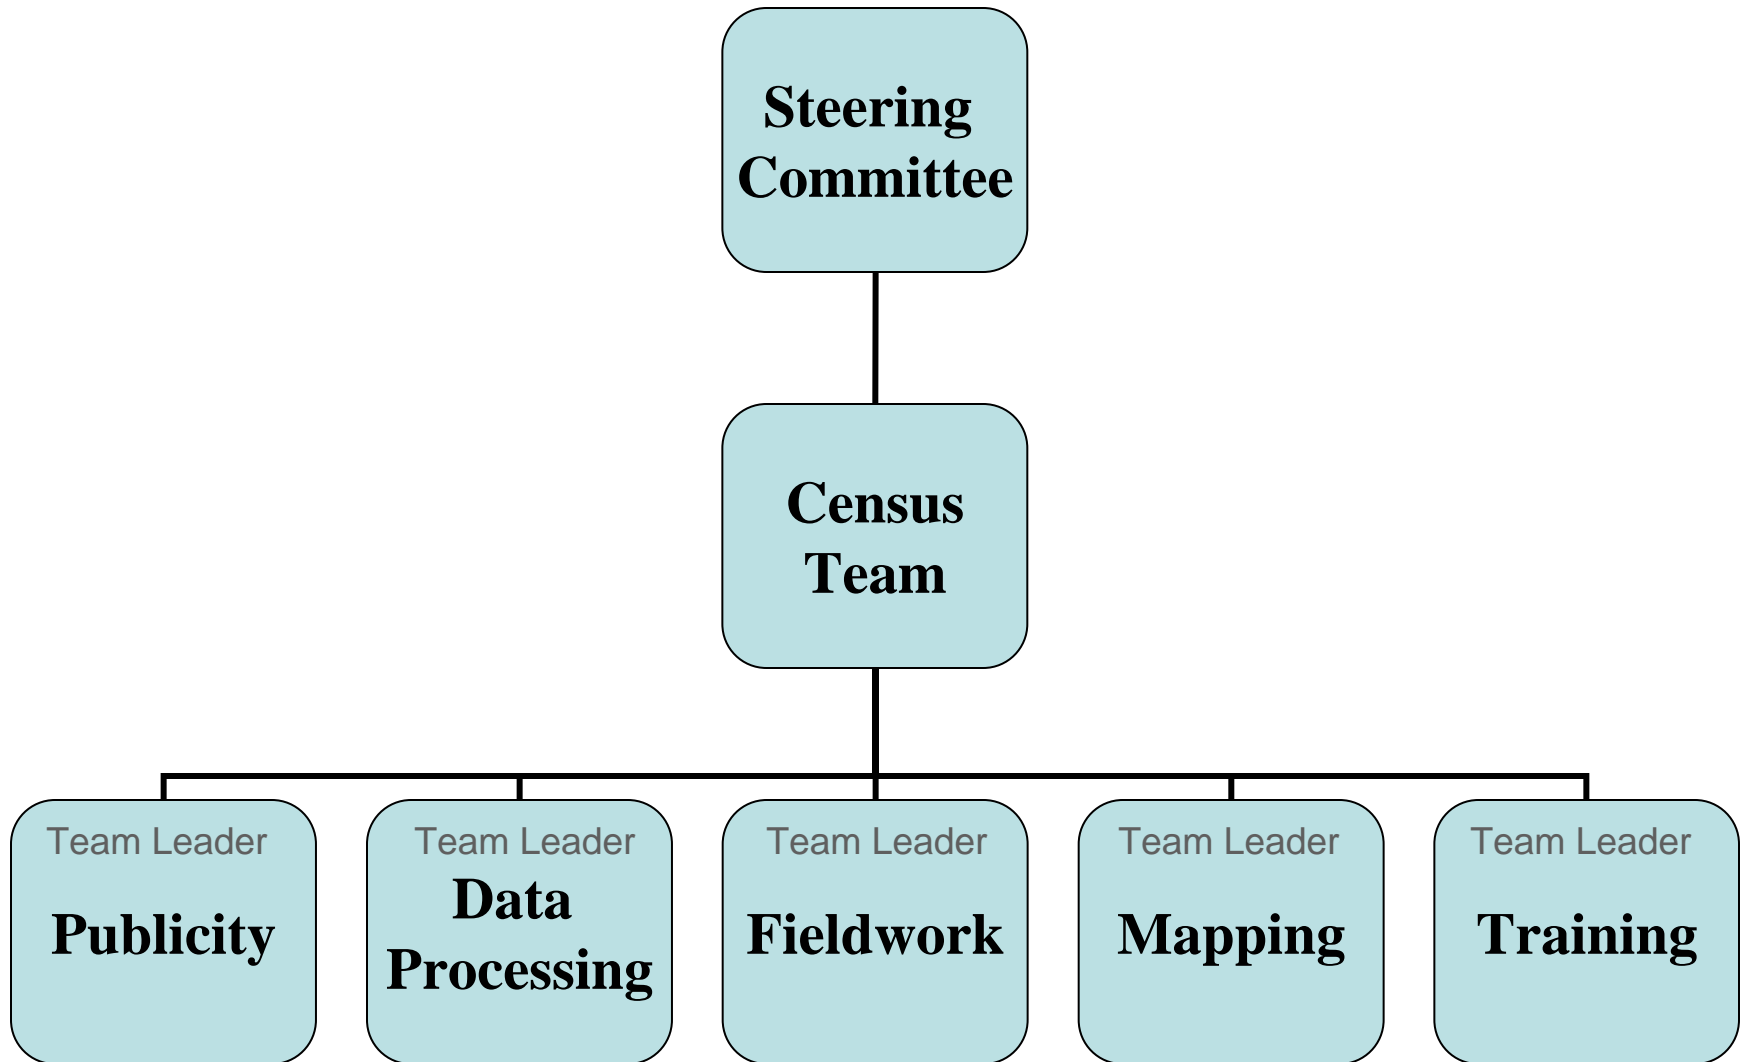 Steering
Committee
Census
Team
Team Leader
Publicity
Team Leader
Data
Processing
Team Leader
Fieldwork
Team Leader
Mapping
Team Leader
Training